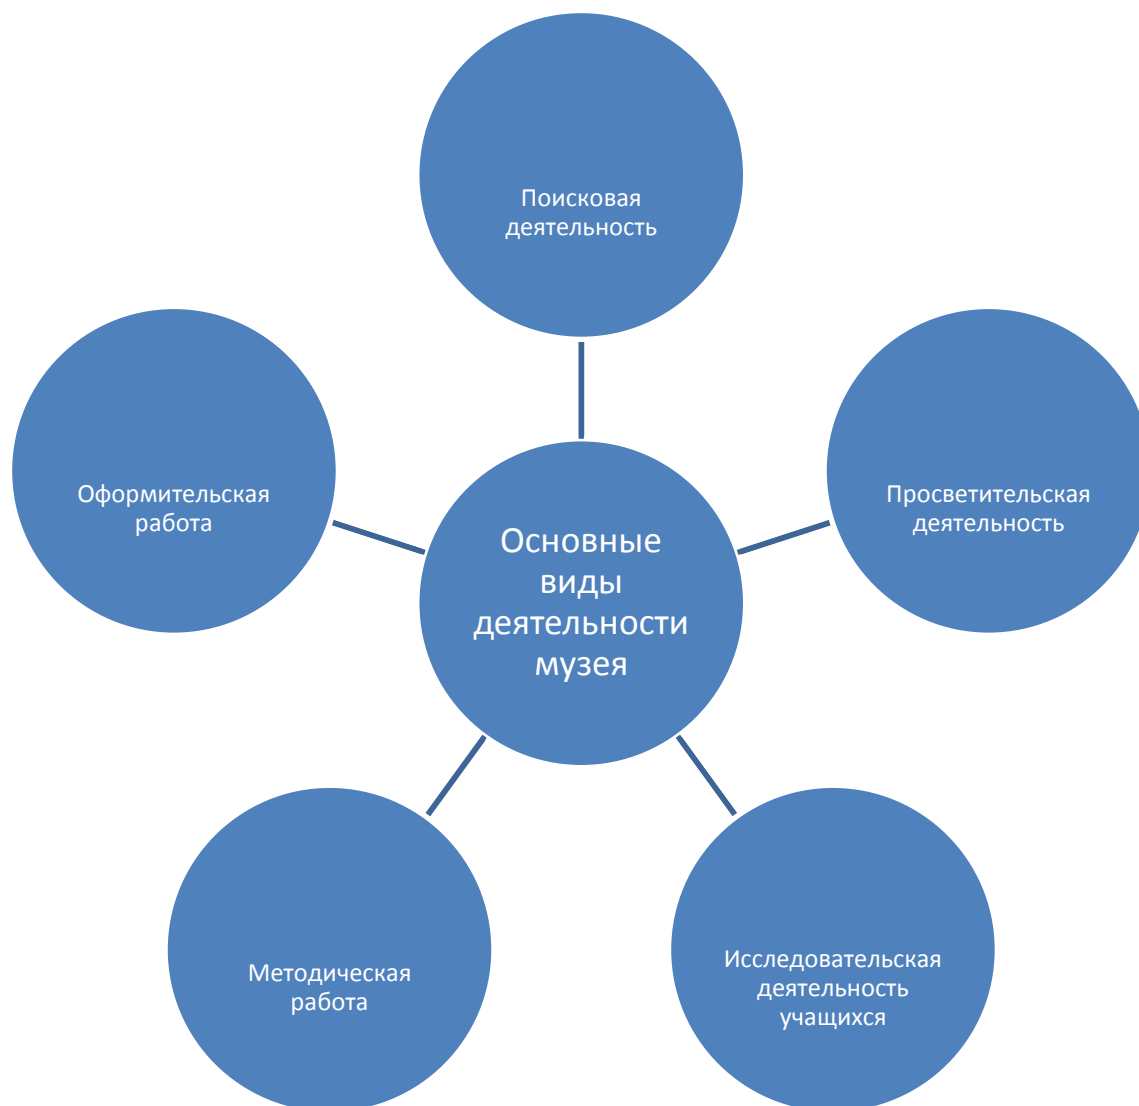 Поисковая
деятельность
Оформительская
работа
Просветительская
деятельность
Основные
виды
деятельности
музея
Методическая
работа
Исследовательская
деятельность
учащихся